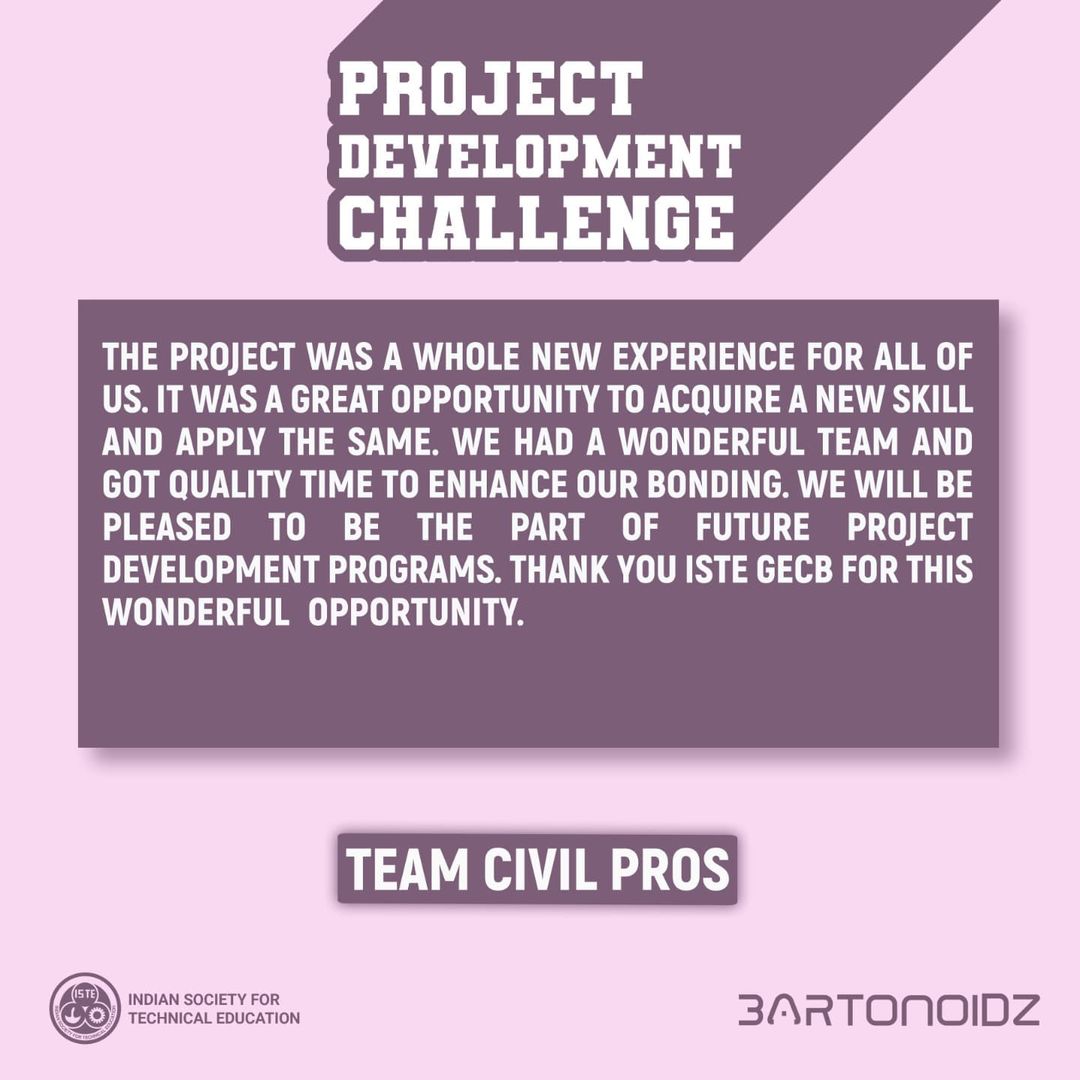 PROJECT
DEVELOPMENT
CHALLENGE
THE PROJECT WAS A WHOLE NEW EXPERIENCE FOR ALL OF
US. IT WAS A GREAT OPPORTUNITY TO ACQUIRE A NEW SKILL
AND APPLY THE SAME. WE HAD A WONDERFUL TEAM AND
GOT QUALITY TIME TO ENHANCE OUR BONDING. WE WILL BE
PLEASED TO BE THE PART OF FUTURE PROJECT
DEVELOPMENT PROGRAMS. THANK YOU ISTE GECB FOR THIS
WONDERFUL OPPORTUNITY.
TEAM CIVIL PROS
ISTE
INDIAN SOCIETY FOR
TECHNICAL EDUCATION
3ARTONOIDZ